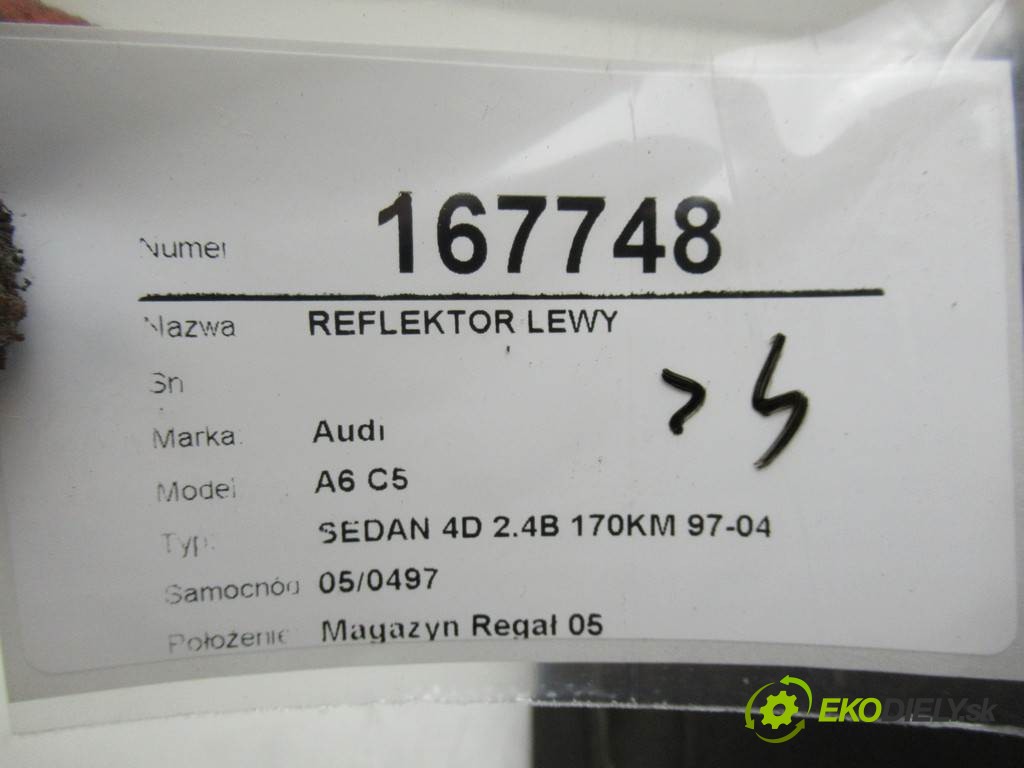 Numer 167748
Nazwa REFLEKTOR LEWY
Sn
Marka: Audi
Model A6 C5
Typ: SEDAN 4D 2.4B 170KM 97-04
Samochód 05/0497
Położenie Magazyn Regał 05
EKODIELY.sk